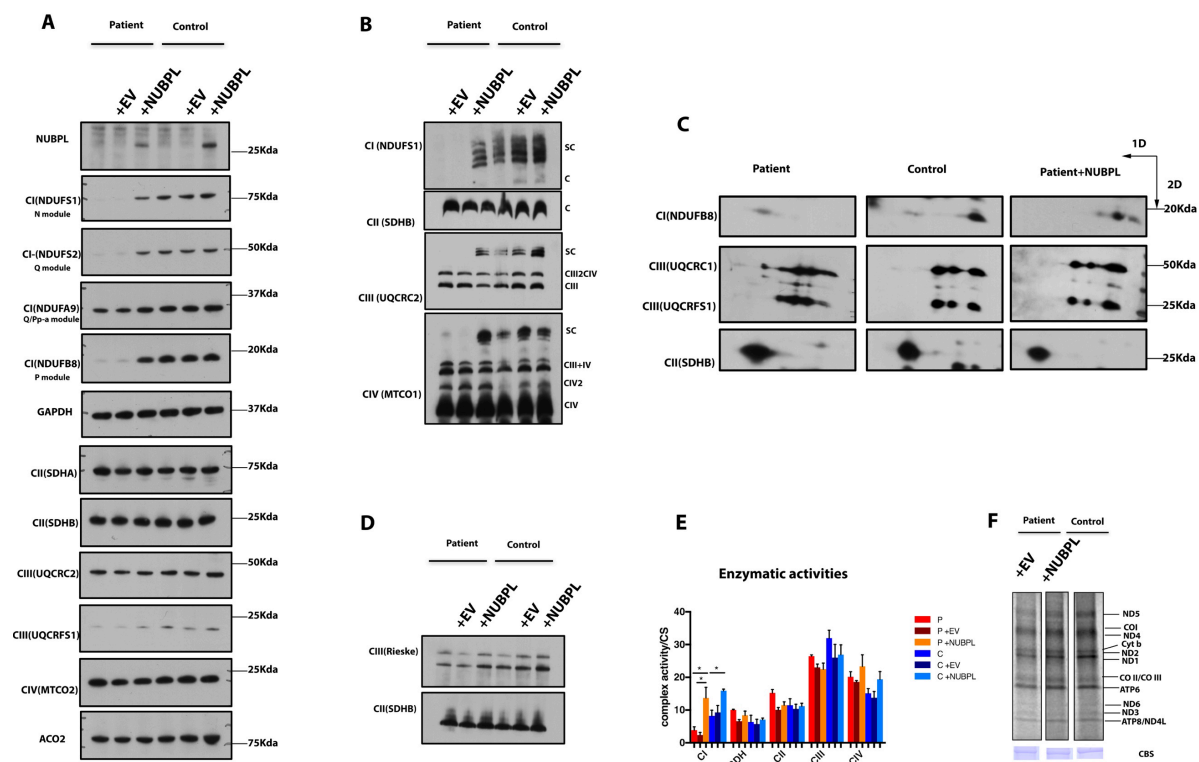 A
Patient Control
+EV
+NUBPL
+EV
+NUBPL
NUBPL
25Kda
CI(NDUFS1)
N module
75Kda
CI-(NDUFS2)
Q module
50Kda
CI(NDUFA9)
Q/Pp-a module
37Kda
CI(NDUFB8)
P module
20Kda
GAPDH
37Kda
CII(SDHA)
75Kda
CII(SDHB)
25Kda
CIII(UQCRC2)
50Kda
CIII(UQCRFS1)
25Kda
CIV(MTCO2)
25Kda
ACO2
75Kda
B
Patient Control
+EV
+NUBPL
+EV
+NUBPL
CI (NDUFS1)
SC
C
CII (SDHB)
C
CIII (UQCRC2)
SC
CIII2CIV
CIII
CIV (MTCO1)
SC
CIII+IV
CIV2
CIV
C
1D
2D
Patient Control Patient+NUBPL
CI(NDUFB8)
20Kda
CIII(UQCRC1)
50Kda
CIII(UQCRFS1)
25Kda
CII(SDHB)
25Kda
D
Patient Control
+EV
+NUBPL
+EV
+NUBPL
CIII(Rieske)
CII(SDHB)
E
Enzymatic activities
complex activity/CS
40
30
20
10
0
* * *
CI
CII
CIII
CIV
P
P +EV
P +NUBPL
C
C +EV
C +NUBPL
F
Patient Control
+EV
+NUBPL
ND5
COI
ND4
Cyt b
ND2
ND1
CO II/CO III
ATP6
ND6
ND3
ATP8/ND4L
CBS